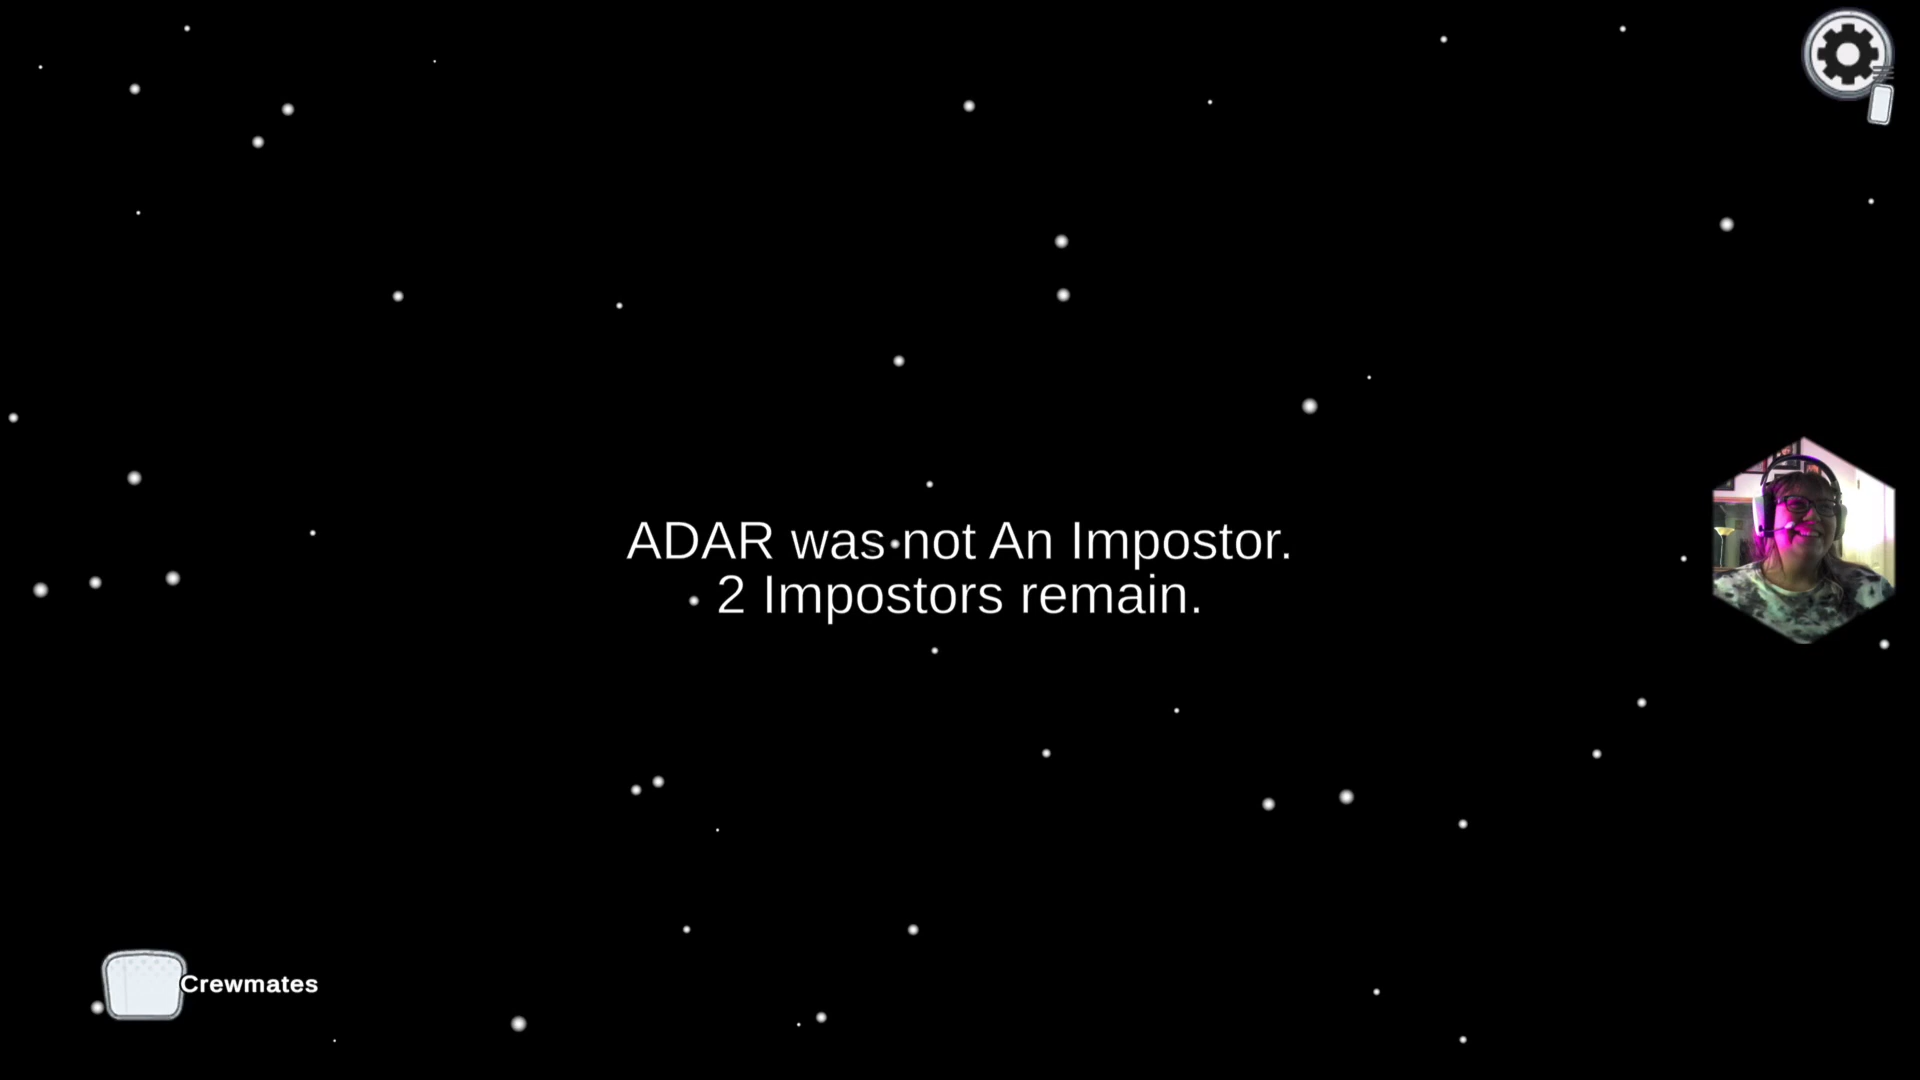 ADAR was not An Impostor.
2 Impostors remain.
Crewmates